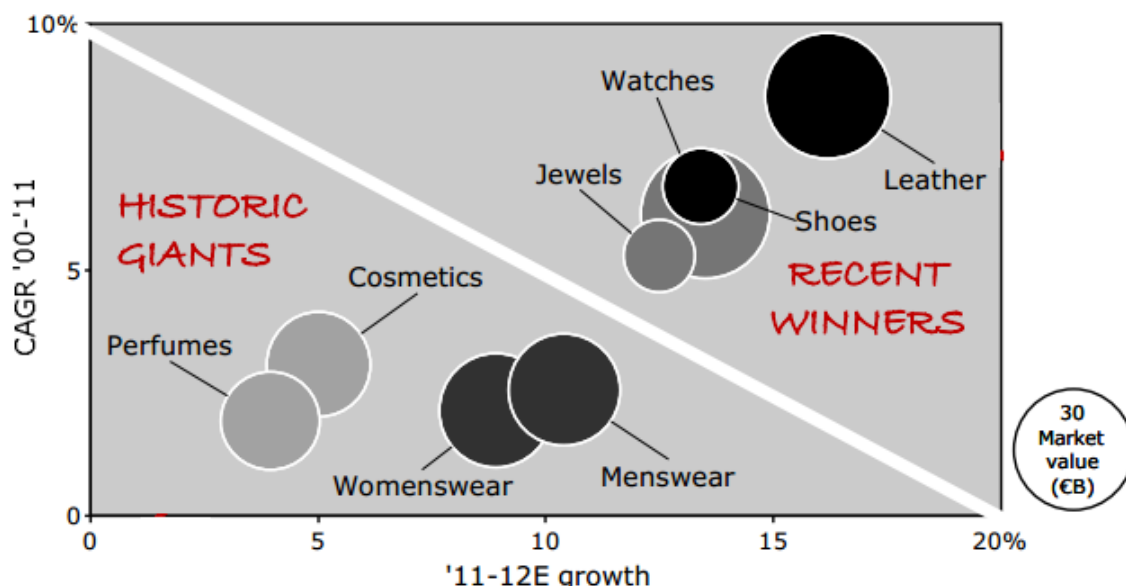 10%
Watches
Jewels
Leather
Shoes
HISTORIC
GIANTS
RECENT
WINNERS
CAGR '00-'11
5
Cosmetics
Perfumes
Womenswear
Menswear
30
Market
value
(€B)
0
0
5
10
15
20%
'11-12E growth